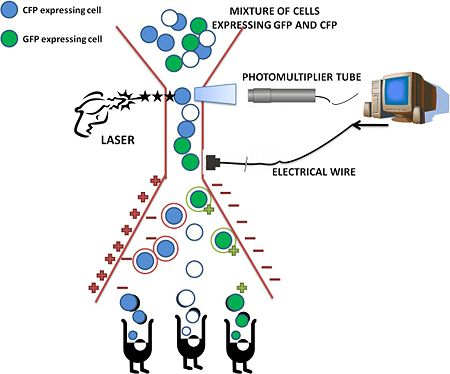 CFP expressing cell
GFP expressing cell
MIXTURE OF CELLS
EXPRESSING GFP AND CFP
PHOTOMULTIPLIER TUBE
LASER
ELECTRICAL WIRE